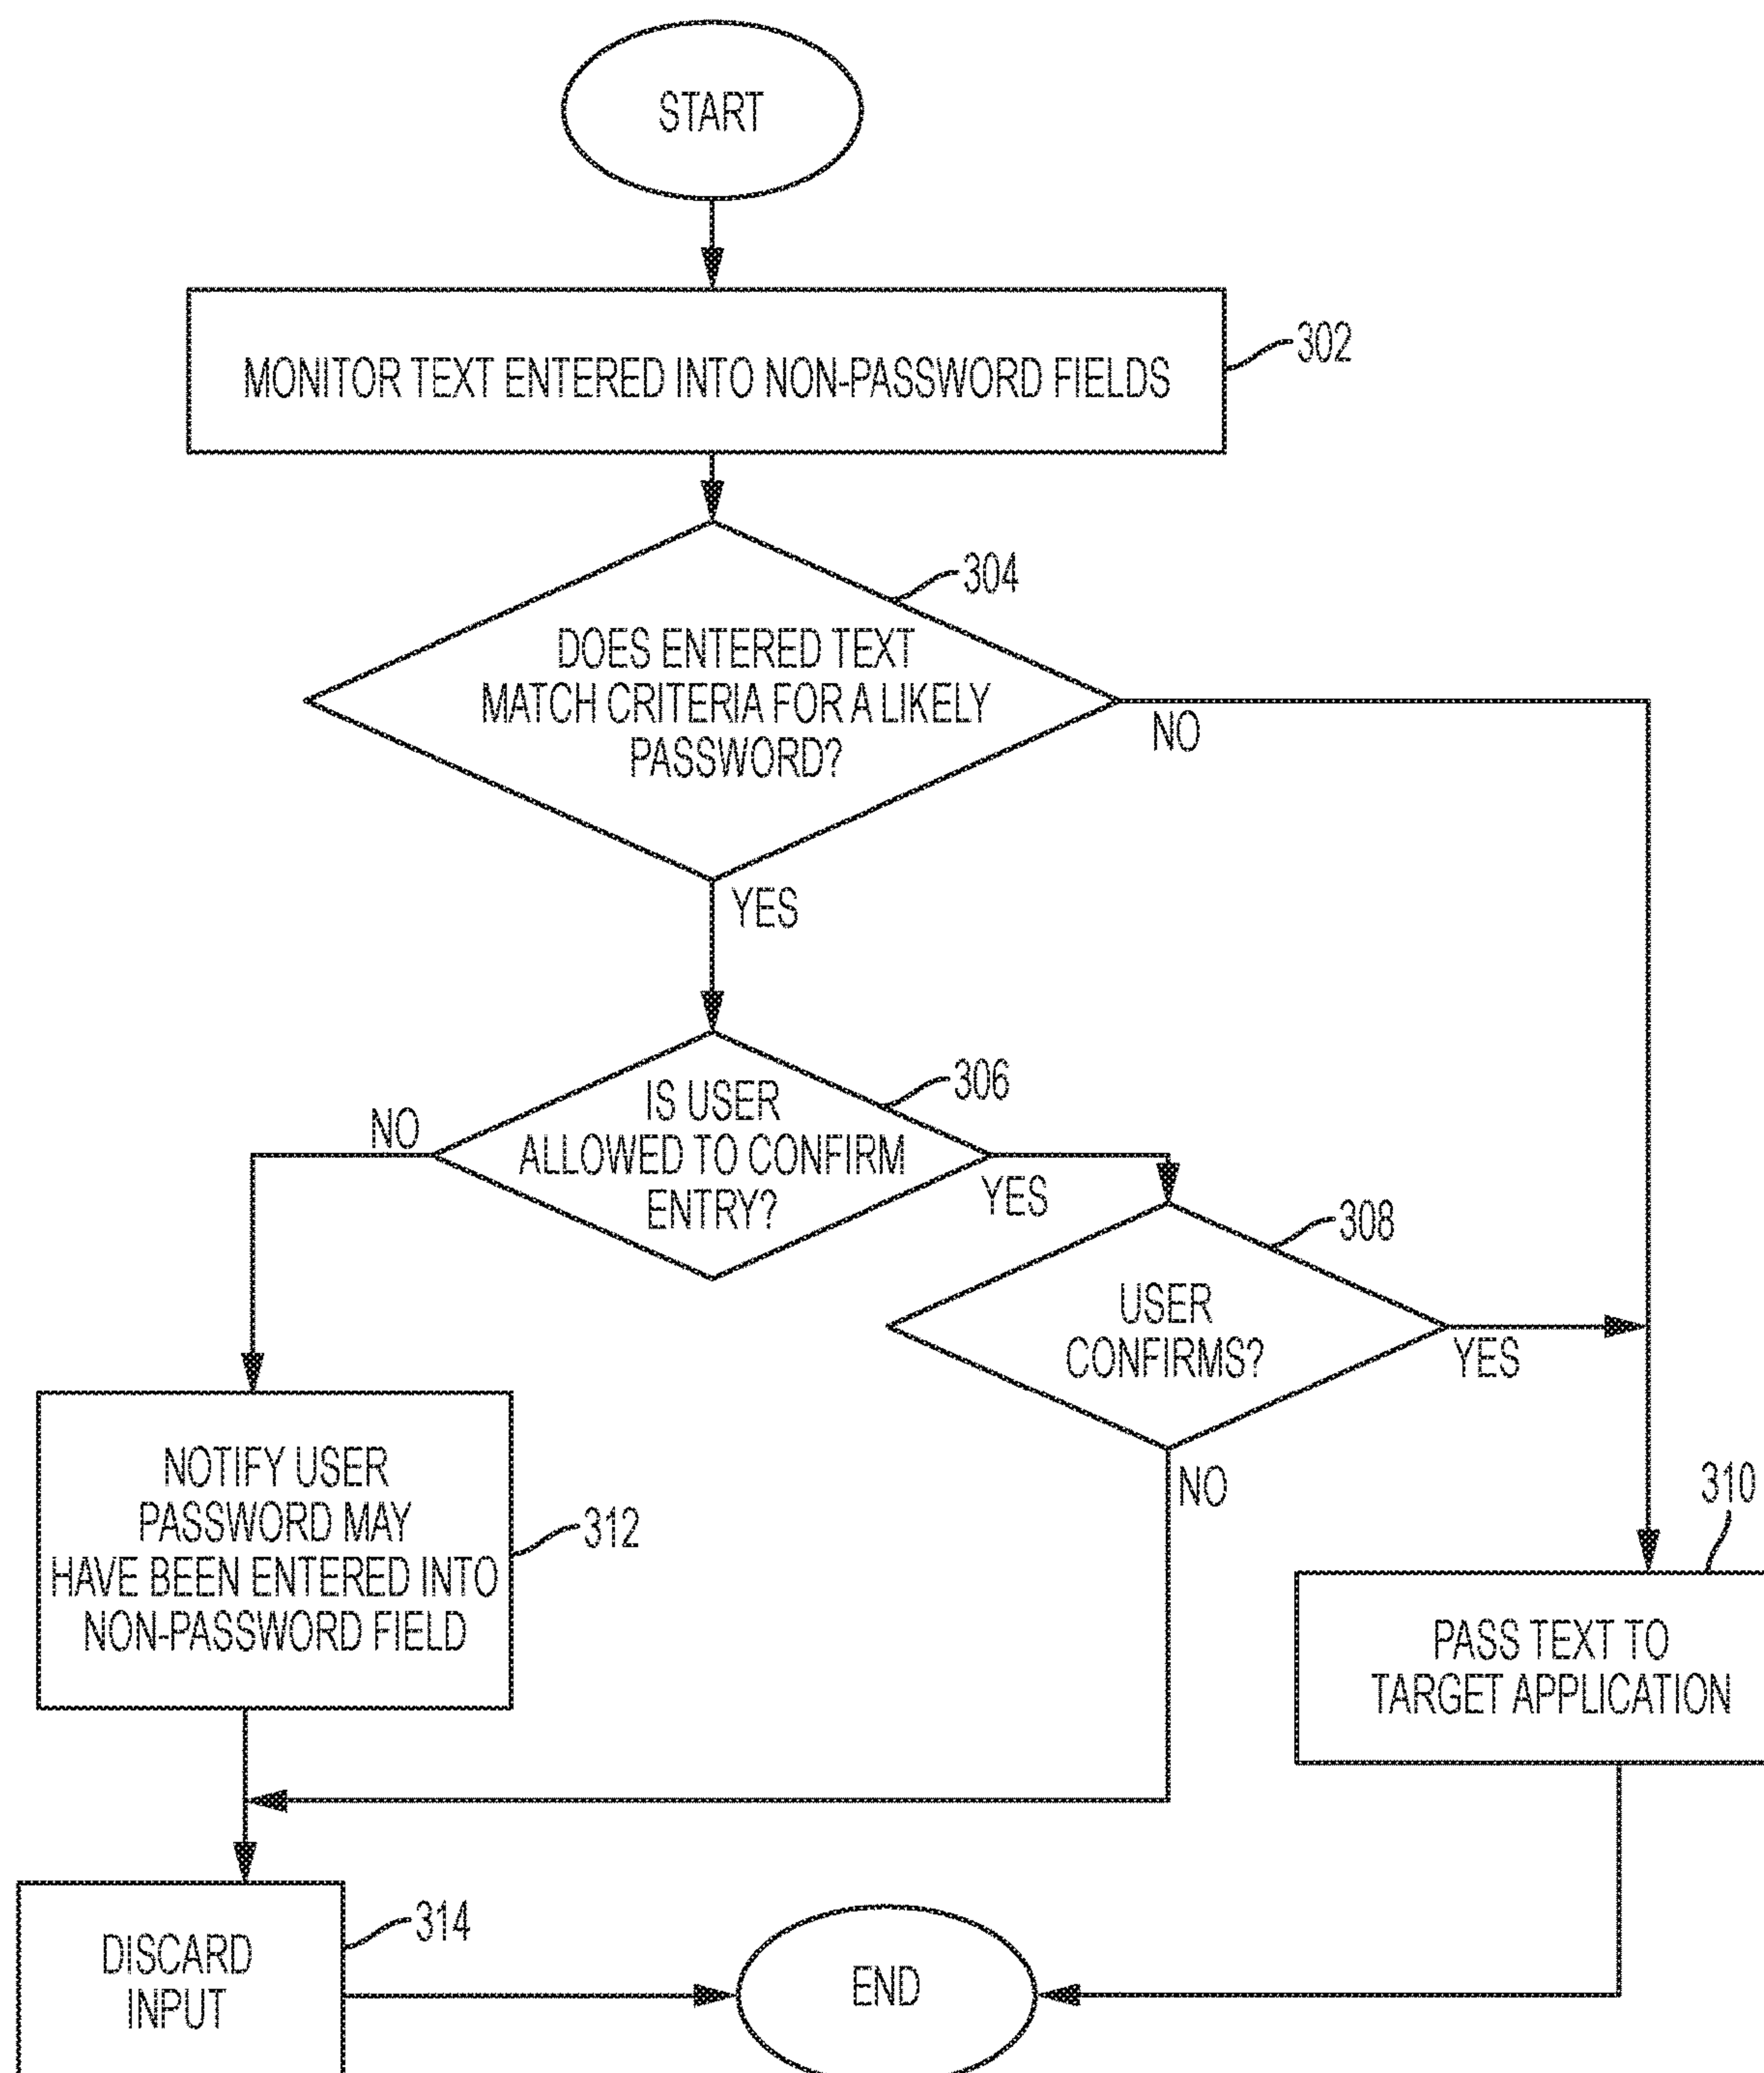 START
MONITOR TEXT ENTERED INTO NON-PASSWORD FIELDS
302
304
DOES ENTERED TEXT
MATCH CRITERIA FOR A LIKELY
PASSWORD?
NO
YES
306
IS USER
ALLOWED TO CONFIRM
ENTRY?
NO
YES
308
USER
CONFIRMS?
YES
NO
NOTIFY USER
PASSWORD MAY
HAVE BEEN ENTERED INTO
NON-PASSWORD FIELD
312
310
PASS TEXT TO
TARGET APPLICATION
DISCARD
INPUT
314
END